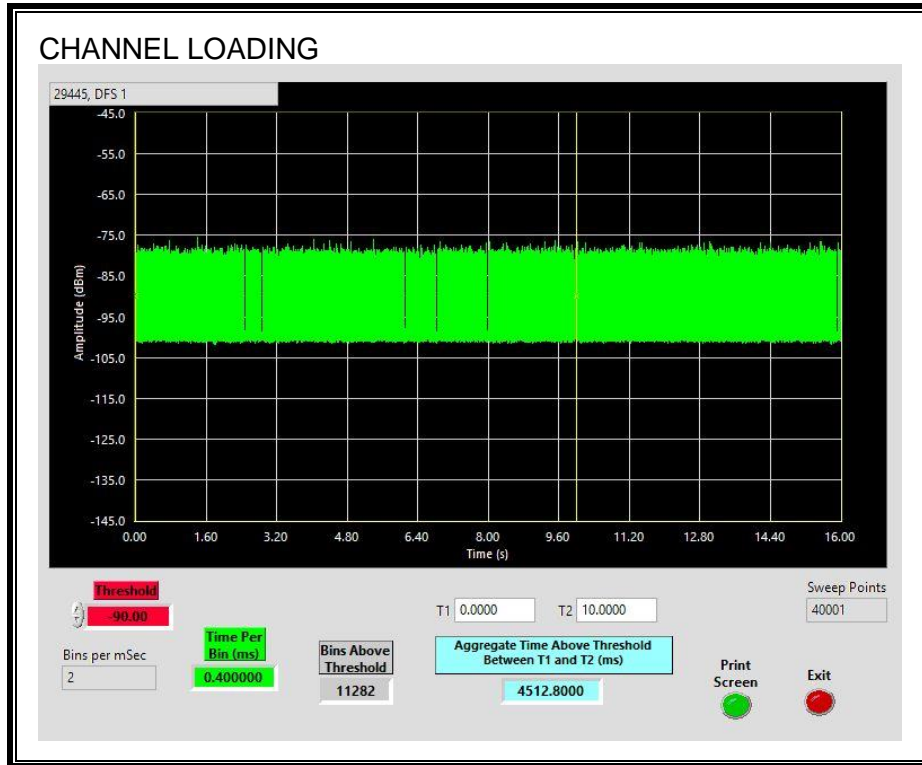 CHANNEL LOADING
29445, DFS 1
-45.0
-55.0
-65.0
-75.0
-85.0
-95.0
-105.0
-115.0
-125.0
-135.0
-145.0
Amplitude (dBm)
0.00 1.60 3.20 4.80 6.40 8.00 9.60 11.20 12.80 14.40 16.00
Time (s)
Threshold
-90.00
Bins per mSec
2
Time Per
Bin (ms)
0.400000
Bins Above
Threshold
11282
T1 0.0000 T2 10.0000
Aggregate Time Above Threshold
Between T1 and T2 (ms)
4512.8000
Sweep Points
40001
Print
Screen
Exit